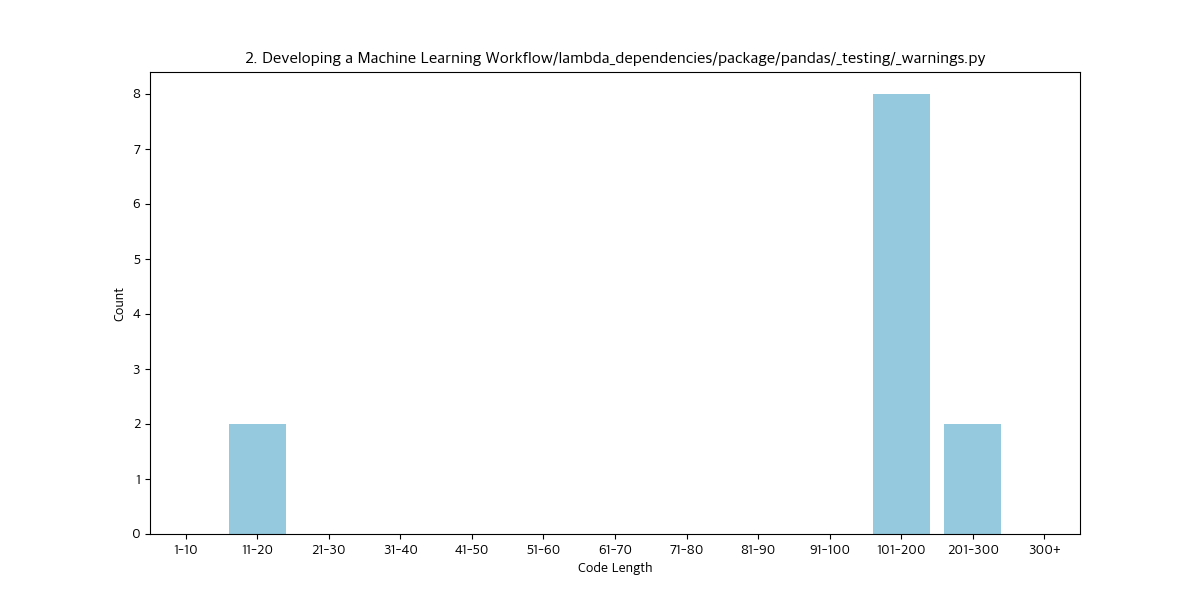 2. Developing a Machine Learning Workflow/lambda_dependencies/package/pandas/_testing/_warnings.py
8
7
6
5
4
3
2
1
0
Count
1-10 11-20 21-30 31-40 41-50 51-60 61-70 71-80 81-90 91-100 101-200 201-300 300+
Code Length